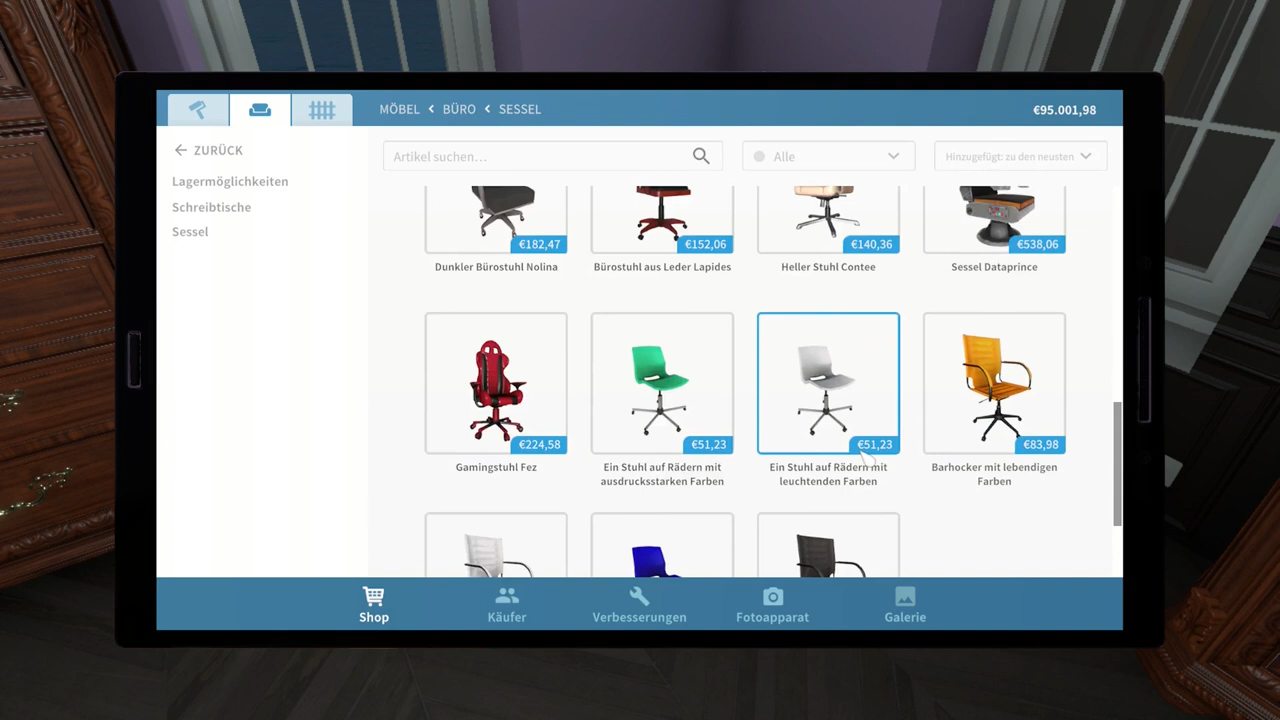 MÖBEL < BÜRO < SESSEL
€95.001,98
ZURÜCK
Lagermöglichkeiten
Schreibtische
Sessel
Artikel suchen...
Alle
Hinzugefügt: zu den neusten
€182,47
€152,06
€140,36
€538,06
Dunkler Bürostuhl Nolina
Bürostuhl aus Leder Lapides
Heller Stuhl Contee
Sessel Dataprince
€224,58
€51,23
€51,23
€83,98
Gamingstuhl Fez
Ein Stuhl auf Rädern mit
ausdrucksstarken Farben
Ein Stuhl auf Rädern mit
leuchtenden Farben
Barhocker mit lebendigen
Farben
Shop
Käufer
Verbesserungen
Fotoapparat
Galerie